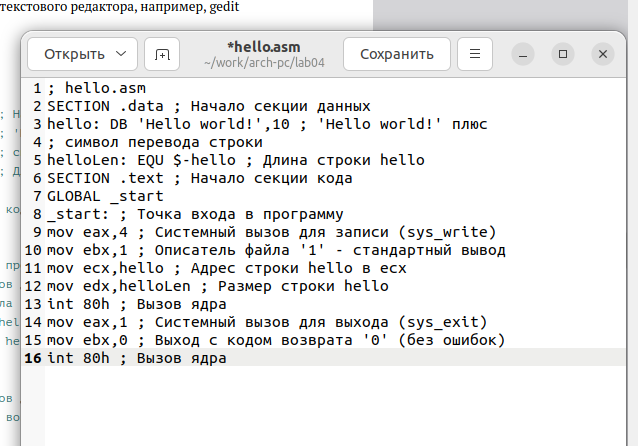 текстового редактора, например, gedit
Открыть
*hello.asm
~/work/arch-pc/lab04
Сохранить
1 ; hello.asm
2 SECTION .data ; Начало секции данных
3 hello: DB 'Hello world!',10 ; 'Hello world!' плюс
4 ; символ перевода строки
5 helloLen: EQU $-hello ; Длина строки hello
6 SECTION .text ; Начало секции кода
7 GLOBAL _start
8 _start: ; Точка входа в программу
9 mov eax,4 ; Системный вызов для записи (sys_write)
10 mov ebx,1 ; Описатель файла '1' - стандартный вывод
11 mov ecx,hello ; Адрес строки hello в ecx
12 mov edx,helloLen ; Размер строки hello
13 int 80h ; Вызов ядра
14 mov eax,1 ; Системный вызов для выхода (sys_exit)
15 mov ebx,0 ; Выход с кодом возврата '0' (без ошибок)
16 int 80h ; Вызов ядра